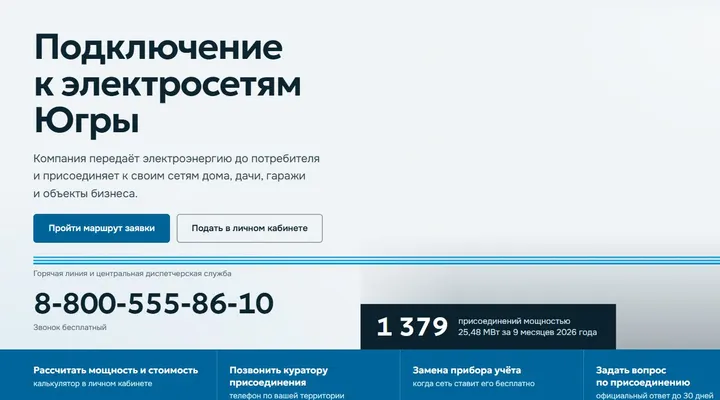 Подключение
к электросетям
Югры
Компания передаёт электроэнергию до потребителя
и присоединяет к своим сетям дома, дачи, гаражи
и объекты бизнеса.
Пройти маршрут заявки
Подать в личном кабинете
Горячая линия и центральная диспетчерская служба
8-800-555-86-10
Звонок бесплатный
1 379
присоединений мощностью
25,48 МВт за 9 месяцев 2026 года
Рассчитать мощность и стоимость
калькулятор в личном кабинете
Позвонить куратору
присоединения
телефон по вашей территории
Замена прибора учёта
когда сеть ставит его бесплатно
Задать вопрос
по присоединению
официальный ответ до 30 дней